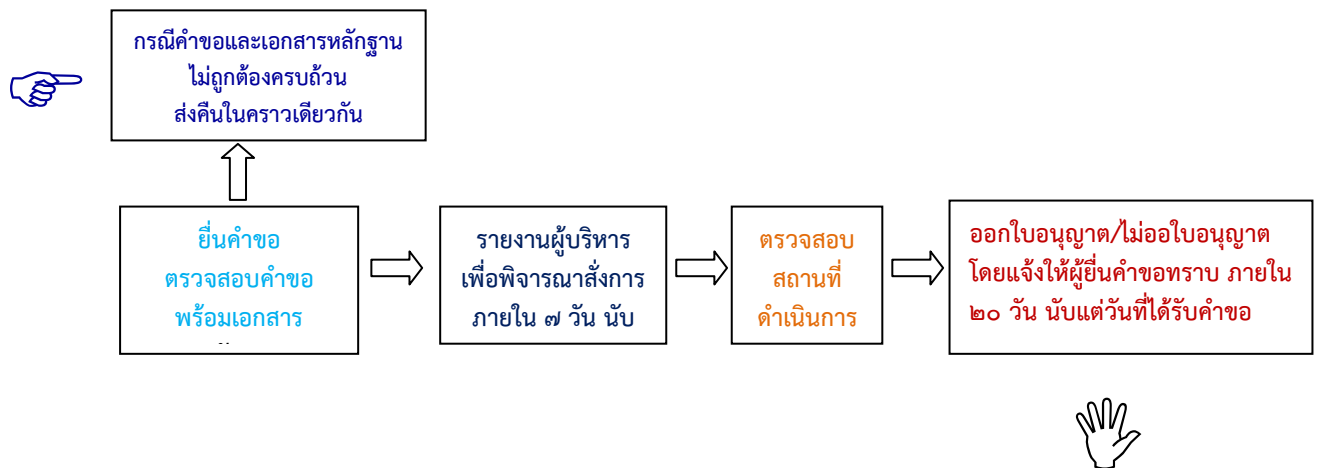 กรณีคำขอและเอกสารหลักฐาน
ไม่ถูกต้องครบถ้วน
ส่งคืนในคราวเดียวกัน
ยื่นคำขอ
ตรวจสอบคำขอ
พร้อมเอกสาร
รายงานผู้บริหาร
เพื่อพิจารณาสั่งการ
ภายใน ๗ วัน นับ
ตรวจสอบ
สถานที่
ดำเนินการ
ออกใบอนุญาต/ไม่ออใบอนุญาต
โดยแจ้งให้ผู้ยื่นคำขอทราบ ภายใน
๒๐ วัน นับแต่วันที่ได้รับคำขอ